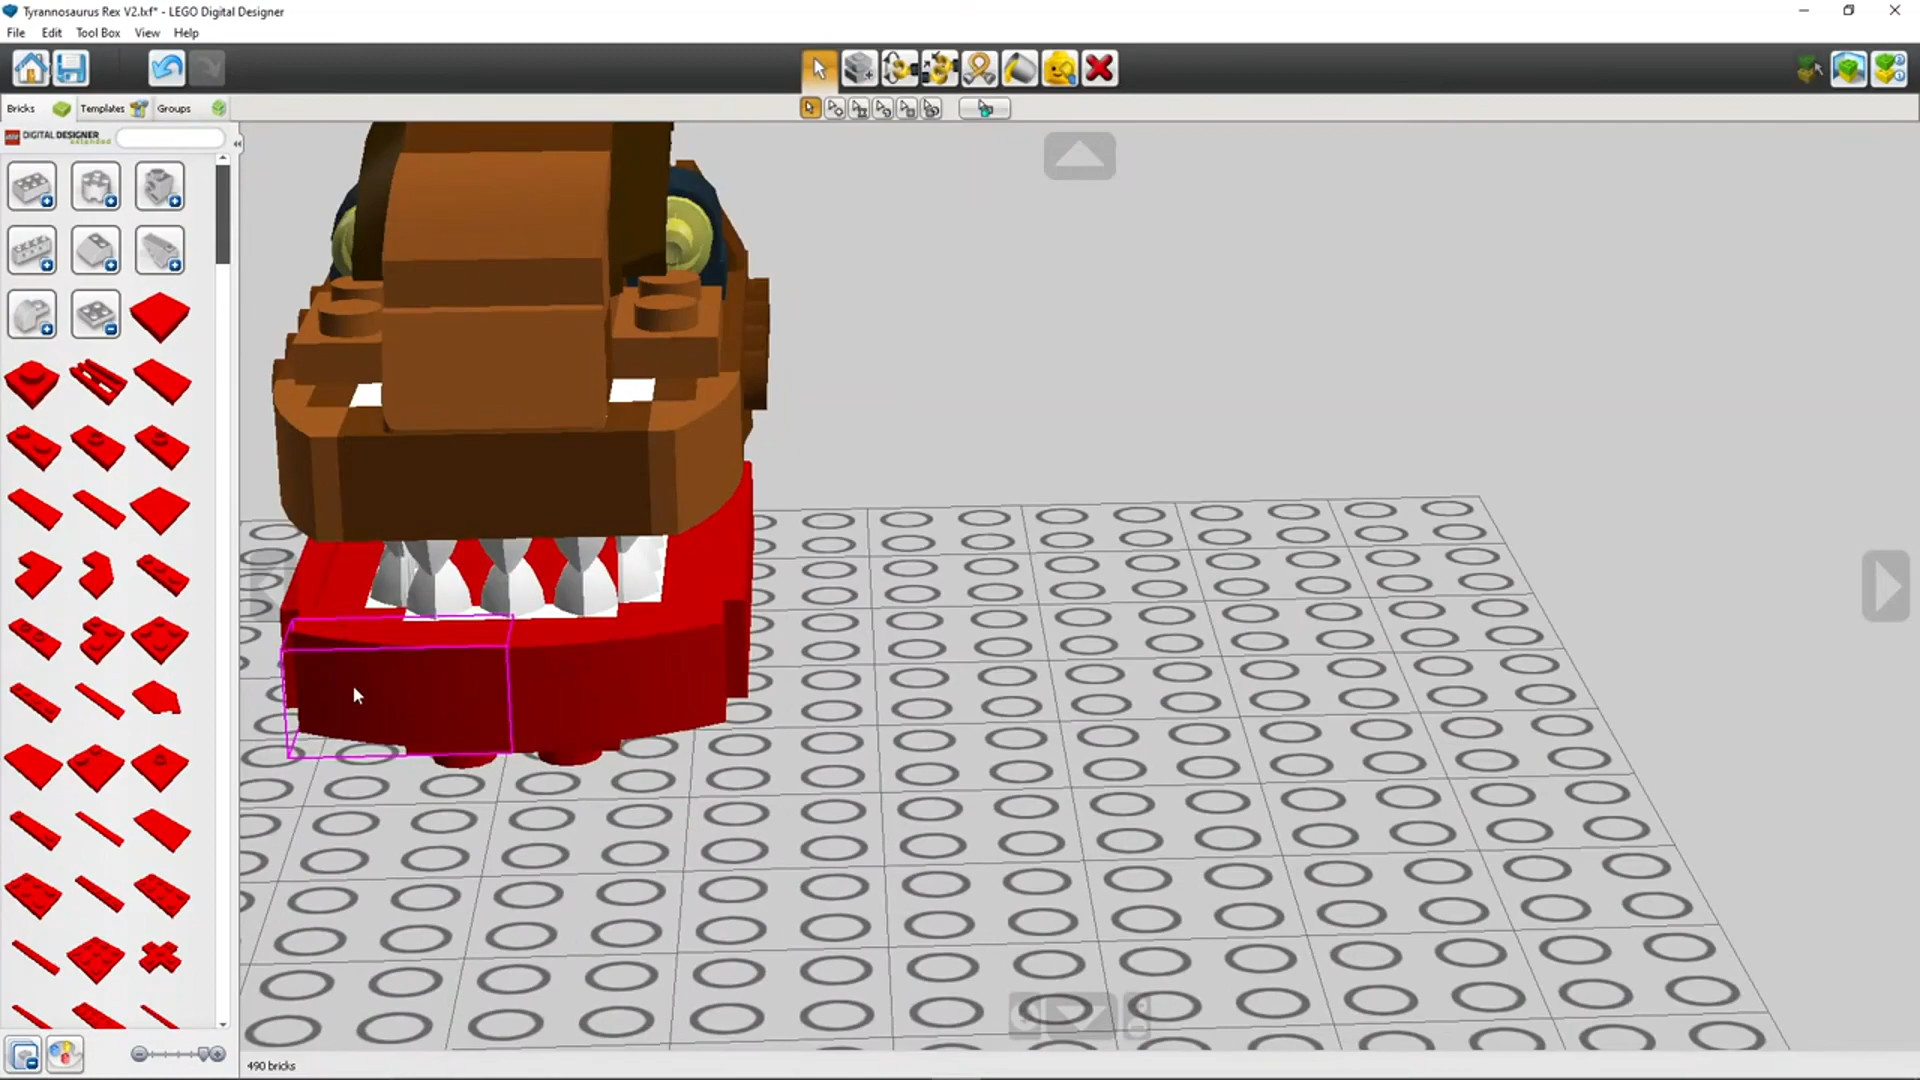 Tyrannosaurus Rex V2.lxf* - LEGO Digital Designer
File Edit Tool Box View Help
Bricks Templates Groups
DIGITAL DESIGNER
extended
490 bricks